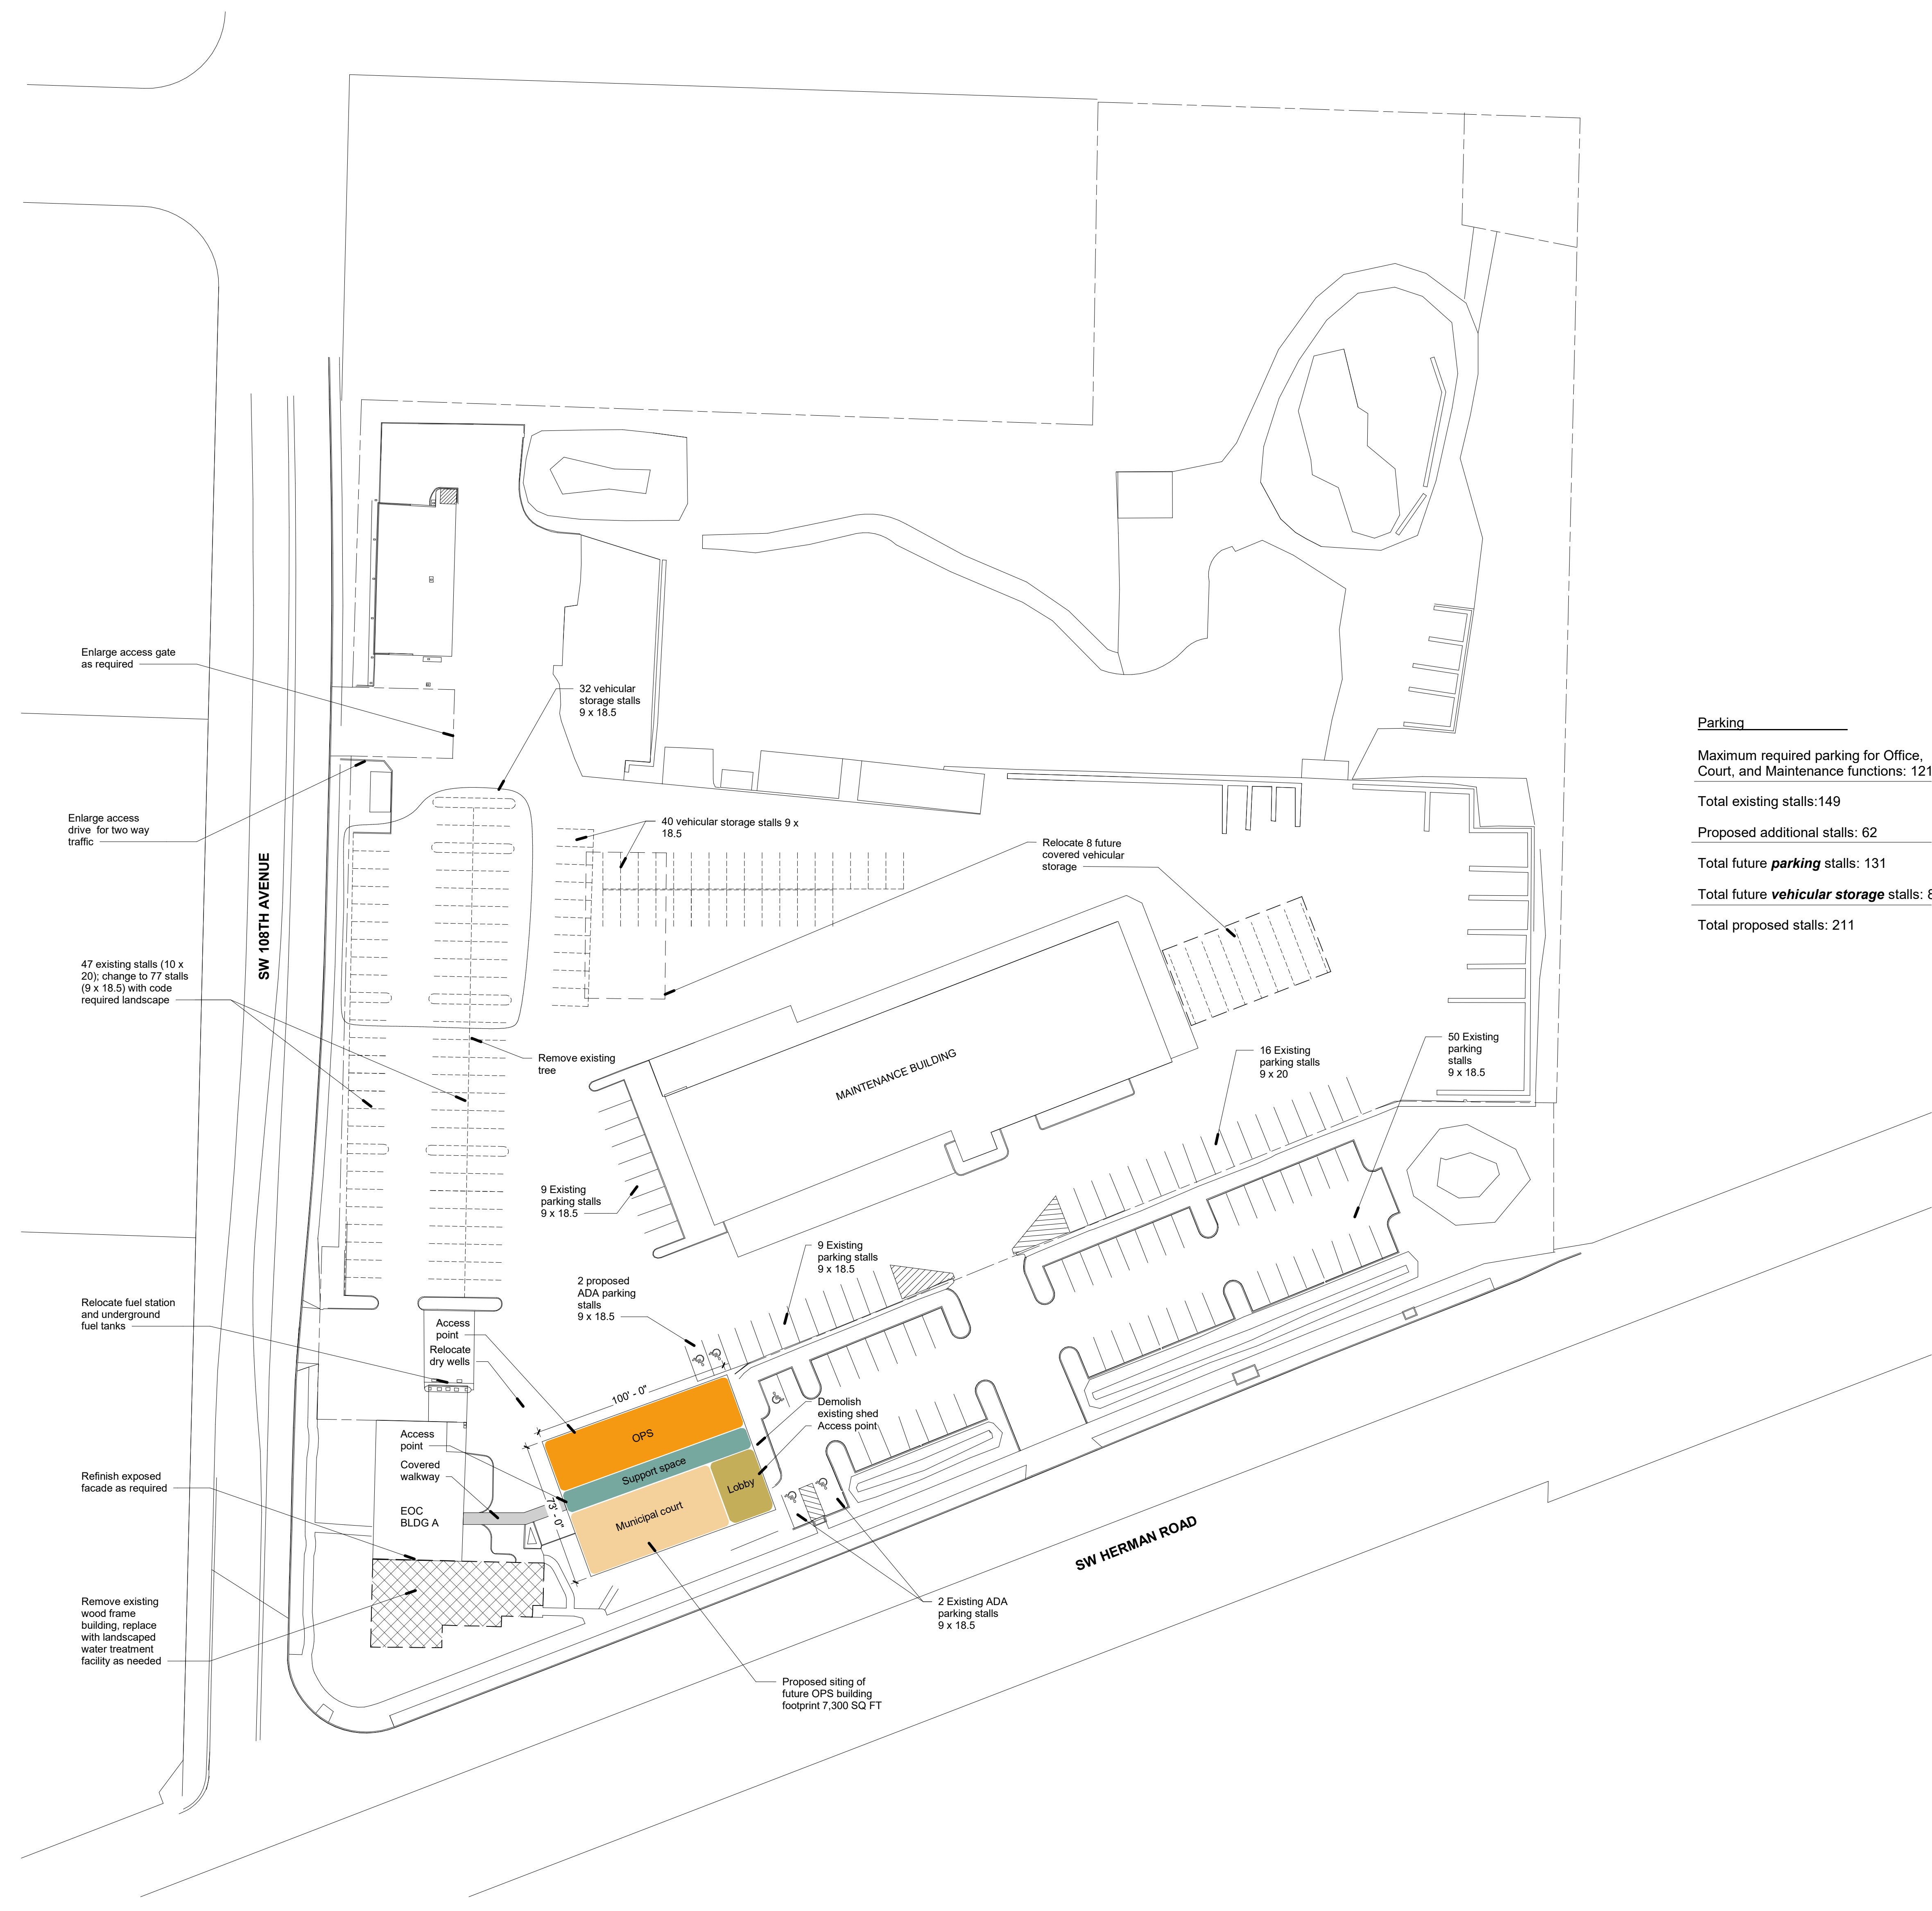 Enlarge access gate
as required
32 vehicular
storage stalls
9 x 18.5
Enlarge access
drive for two way
traffic
40 vehicular storage stalls 9 x
18.5
Relocate 8 future
covered vehicular
storage
SW 108TH AVENUE
47 existing stalls (10 x
20); change to 77 stalls
(9 x 18.5) with code
required landscape
Remove existing
tree
MAINTENANCE BUILDING
16 Existing
parking stalls
9 x 20
50 Existing
parking
stalls
9 x 18.5
9 Existing
parking stalls
9 x 18.5
9 Existing
parking stalls
9 x 18.5
2 proposed
ADA parking
stalls
9 x 18.5
Relocate fuel station
and underground
fuel tanks
Access
point
Relocate
dry wells
100' - 0"
Demolish
existing shed
Access point
OPS
Support space
Lobby
Municipal court
73' - 0"
Access
point
Covered
walkway
EOC
BLDG A
Refinish exposed
facade as required
Remove existing
wood frame
building, replace
with landscaped
water treatment
facility as needed
SW HERMAN ROAD
2 Existing ADA
parking stalls
9 x 18.5
Proposed siting of
future OPS building
footprint 7,300 SQ FT
Parking
Maximum required parking for Office,
Court, and Maintenance functions: 121
Total existing stalls:149
Proposed additional stalls: 62
Total future parking stalls: 131
Total future vehicular storage stalls:
Total proposed stalls: 211